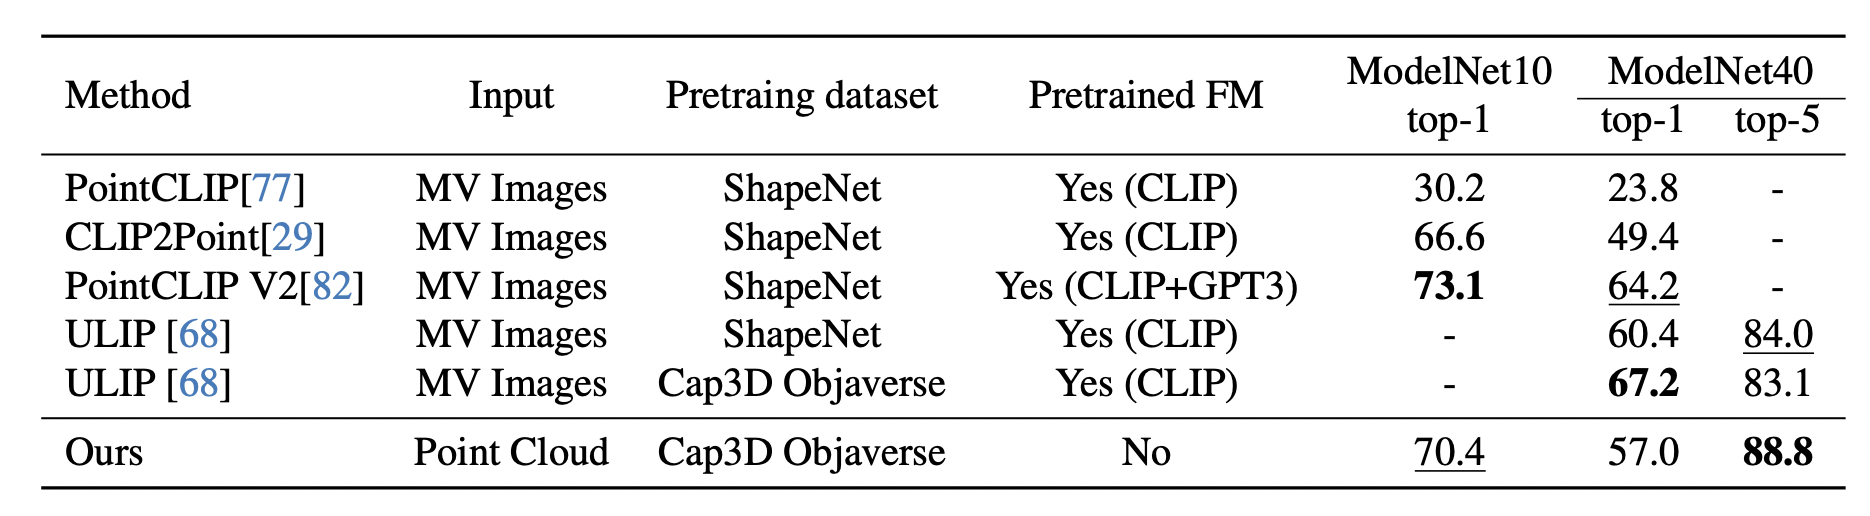 Method Input Pretraing dataset Pretrained FM ModelNet10 ModelNet40
top-1 top-1 top-5
PointCLIP[77] MV Images ShapeNet Yes (CLIP) 30.2 23.8 -
CLIP2Point[29] MV Images ShapeNet Yes (CLIP) 66.6 49.4 -
PointCLIP V2[82] MV Images ShapeNet Yes (CLIP+GPT3) 73.1 64.2 -
ULIP [68] MV Images ShapeNet Yes (CLIP) - 60.4 84.0
ULIP [68] MV Images Cap3D Objaverse Yes (CLIP) - 67.2 83.1
Ours Point Cloud Cap3D Objaverse No 70.4 57.0 88.8